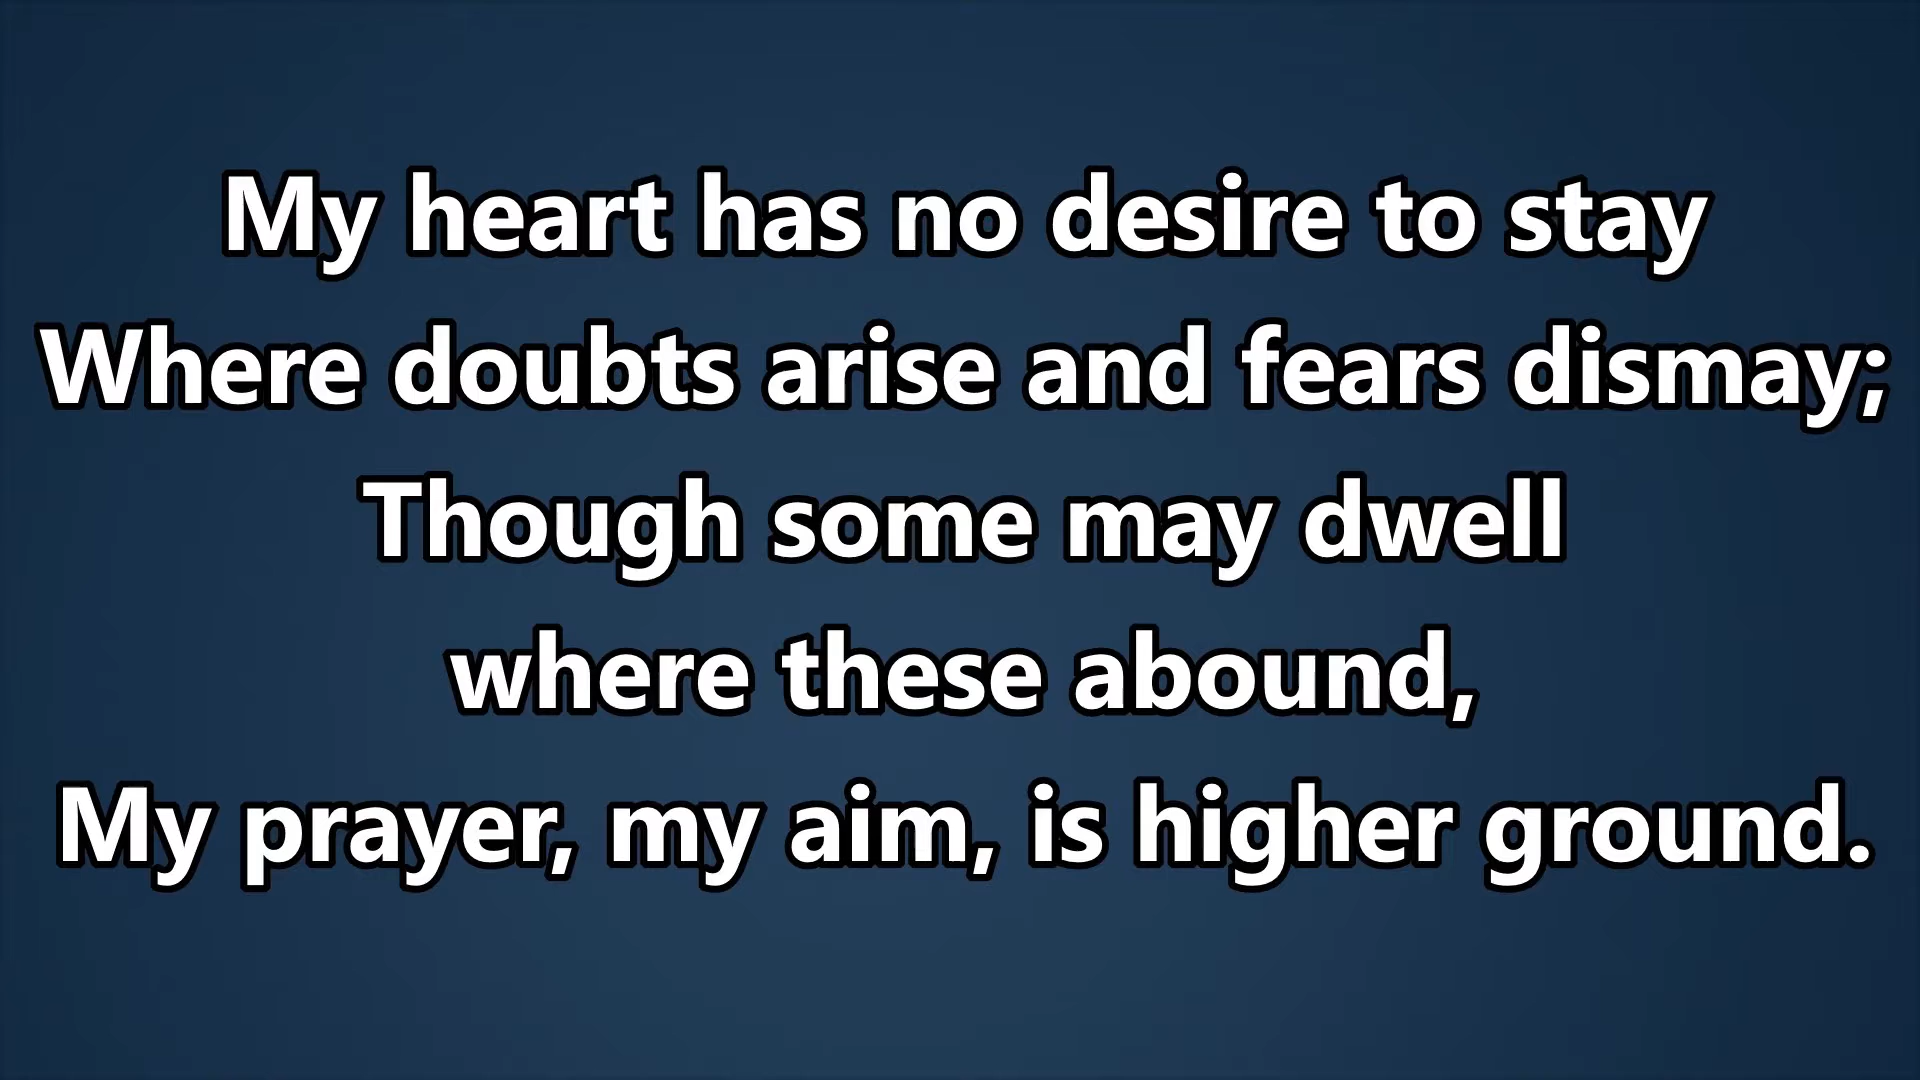 My heart has no desire to stay
Where doubts arise and fears dismay;
Though some may dwell
where these abound,
My prayer, my aim, is higher ground.